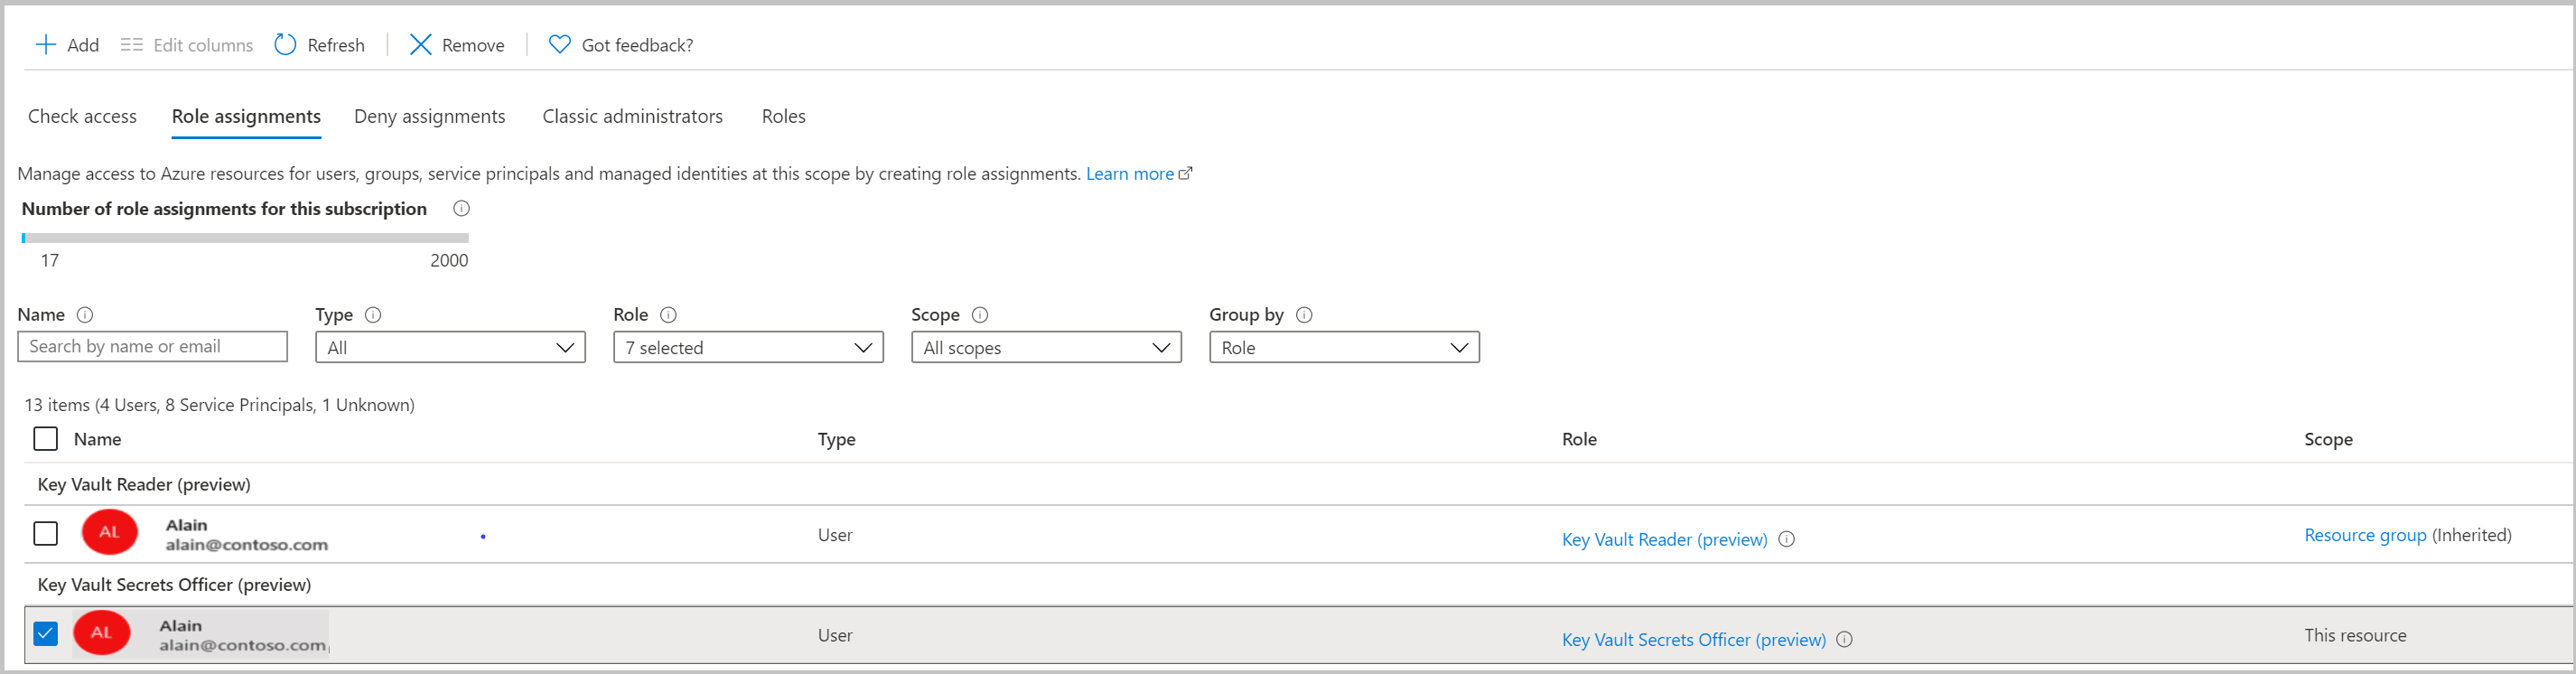 Add Edit columns Refresh Remove Got feedback?
Check access Role assignments Deny assignments Classic administrators Roles
Manage access to Azure resources for users, groups, service principals and managed identities at this scope by creating role assignments. Learn more
Number of role assignments for this subscription
17 2000
Name Type Role Scope Group by
Search by name or email All 7 selected All scopes Role
13 items (4 Users, 8 Service Principals, 1 Unknown)
Name Type Role Scope
Key Vault Reader (preview)
AL Alain
alain@contoso.com User Key Vault Reader (preview) Resource group (Inherited)
Key Vault Secrets Officer (preview)
AL Alain
alain@contoso.com User Key Vault Secrets Officer (preview) This resource